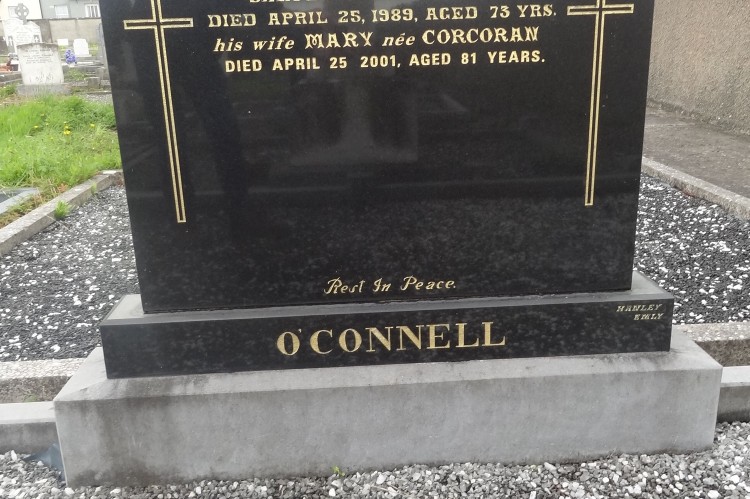 DIED APRIL 25, 1989, AGED 73 YRS.
his wife MARY née CORCORAN
DIED APRIL 25 2001, AGED 81 YEARS.
Rest In Peace.
O'CONNELL
HANLEY
EMLY